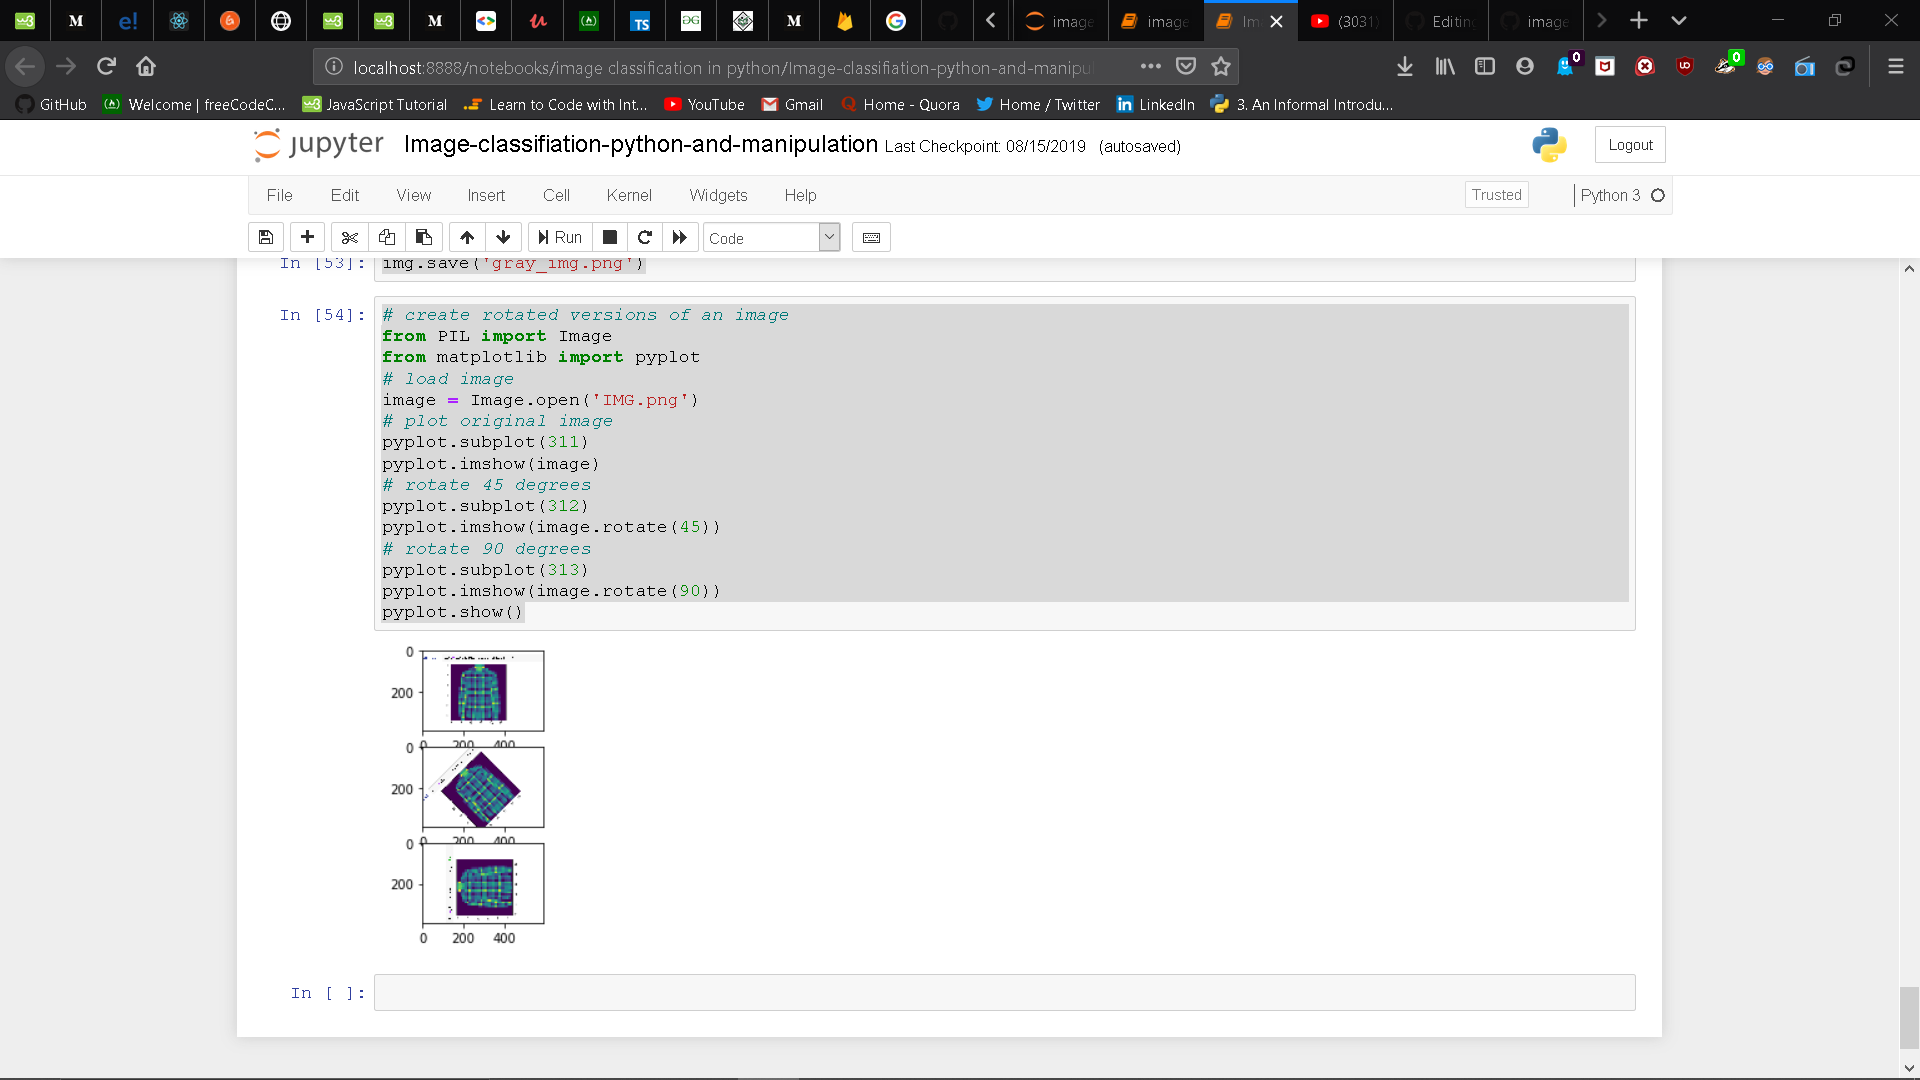 M e! M U TS GG M G image image Im (3031) Editin image
localhost:8888/notebooks/image classification in python/Image-classifiation-python-and-manipul 0 UD 0
GitHub Welcome | freeCodeC... JavaScript Tutorial Learn to Code with Int... YouTube Gmail Home - Quora Home / Twitter LinkedIn 3. An Informal Introdu...
jupyter Image-classifiation-python-and-manipulation Last Checkpoint: 08/15/2019 (autosaved) Logout
File Edit View Insert Cell Kernel Widgets Help Trusted Python 3
Run Code
In [53]: img.save('gray_img.png')
In [54]: # create rotated versions of an image
from PIL import Image
from matplotlib import pyplot
# load image
image = Image.open('IMG.png')
# plot original image
pyplot.subplot(311)
pyplot.imshow(image)
# rotate 45 degrees
pyplot.subplot(312)
pyplot.imshow(image.rotate(45))
# rotate 90 degrees
pyplot.subplot(313)
pyplot.imshow(image.rotate(90))
pyplot.show()
0
200
0 200 400
0
200
0 200 400
0
200
0 200 400
In [ ]: